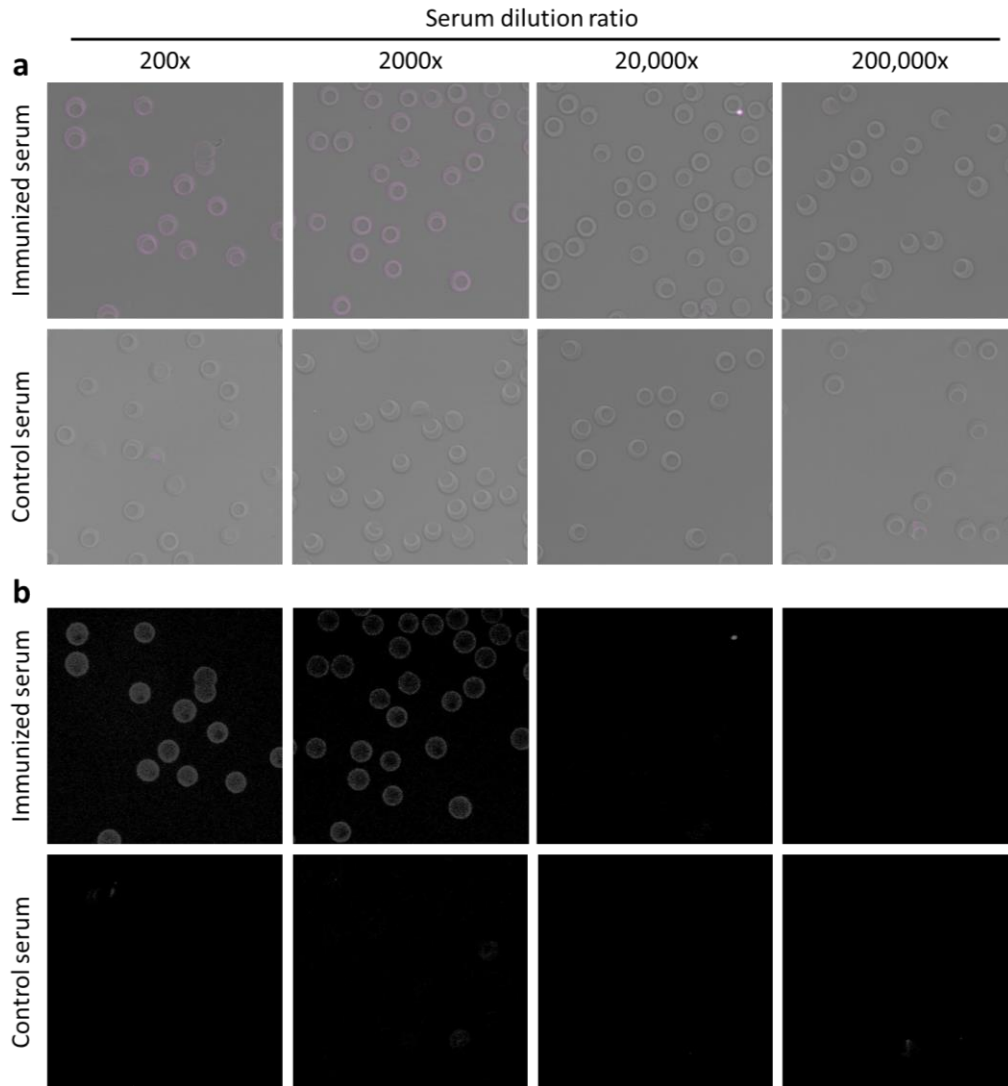 Serum dilution ratio
a
200x
2000x
20,000x
200,000x
Immunized serum
Control serum
b
Immunized serum
Control serum